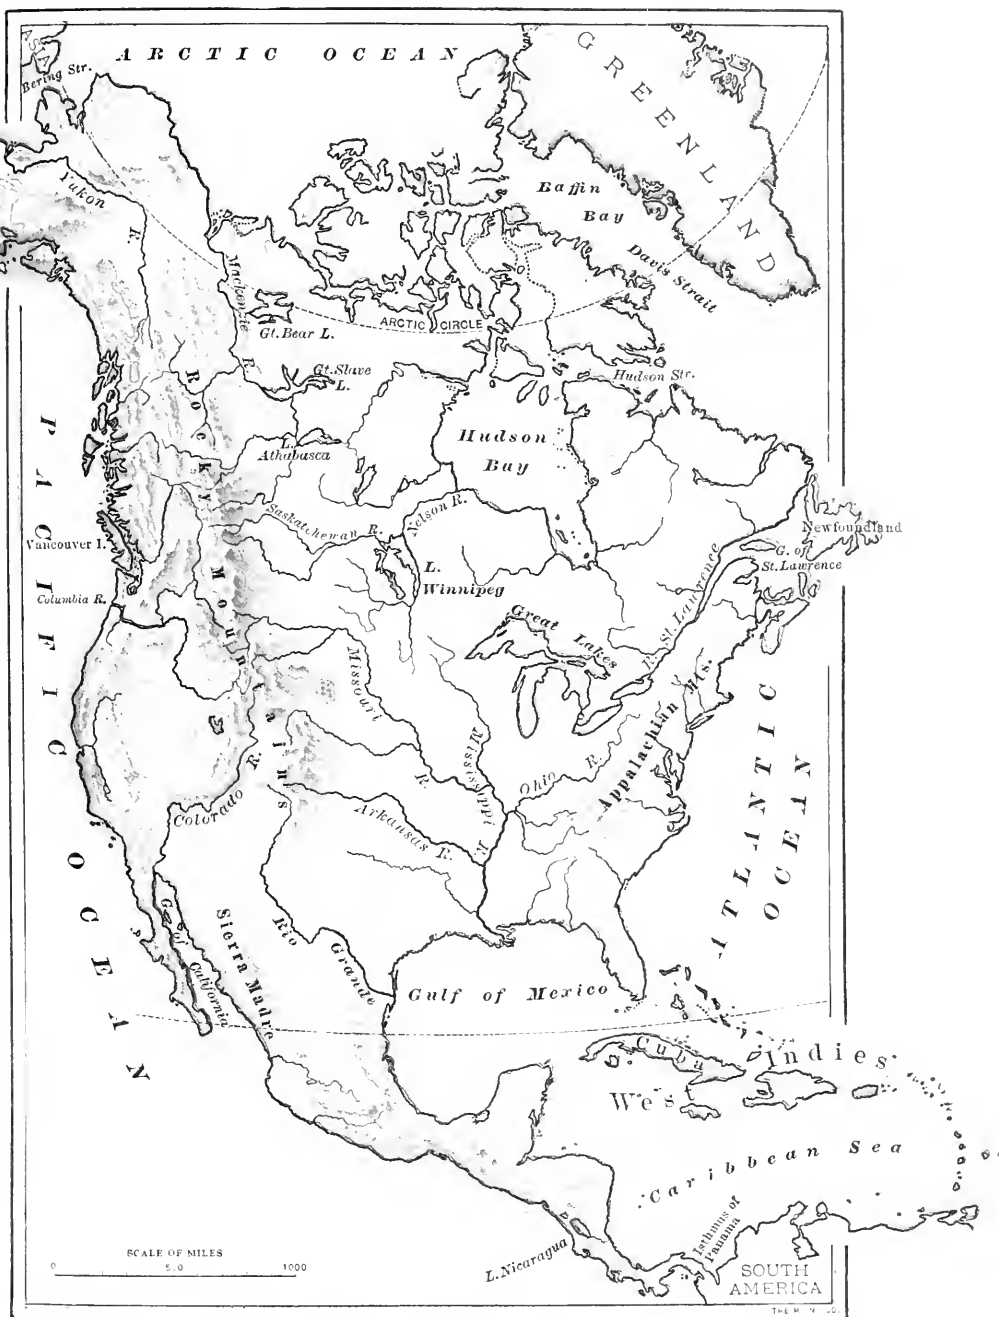 ARCTIC OCEAN
ASIA
Bering Str.
GREENLAND
Yukon R.
Baffin
Bay
Davis Strait
Mackenzie R.
ARCTIC CIRCLE
Gt. Bear L.
Gt. Slave
L.
Hudson Str.
Rocky Mountains
PACIFIC OCEAN
Hudson
Bay
L.
Athabasca
Saskatchewan R.
Nelson R.
Newfoundland
Vancouver I.
G. of
St. Lawrence
L.
Winnipeg
Columbia R.
Great Lakes
R. St. Lawrence
Missouri R.
Mississippi R.
Ohio R.
Appalachian Mts.
ATLANTIC
OCEAN
Colorado R.
Arkansas R.
G. of California
Sierra Madre
Rio Grande
Gulf of Mexico
Cuba
West Indies
Caribbean Sea
Isthmus of
Panama
L. Nicaragua
SCALE OF MILES
0 500 1000
SOUTH
AMERICA